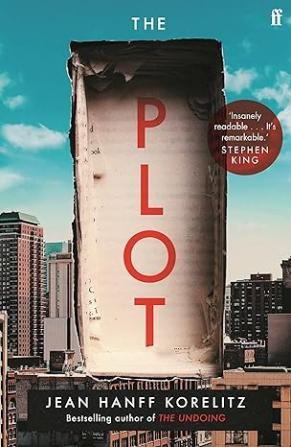 THE
ff
PLOT
'Insanely
readable . . . It's
remarkable.'
STEPHEN
KING
JEAN HANFF KORELITZ
Bestselling author of THE UNDOING